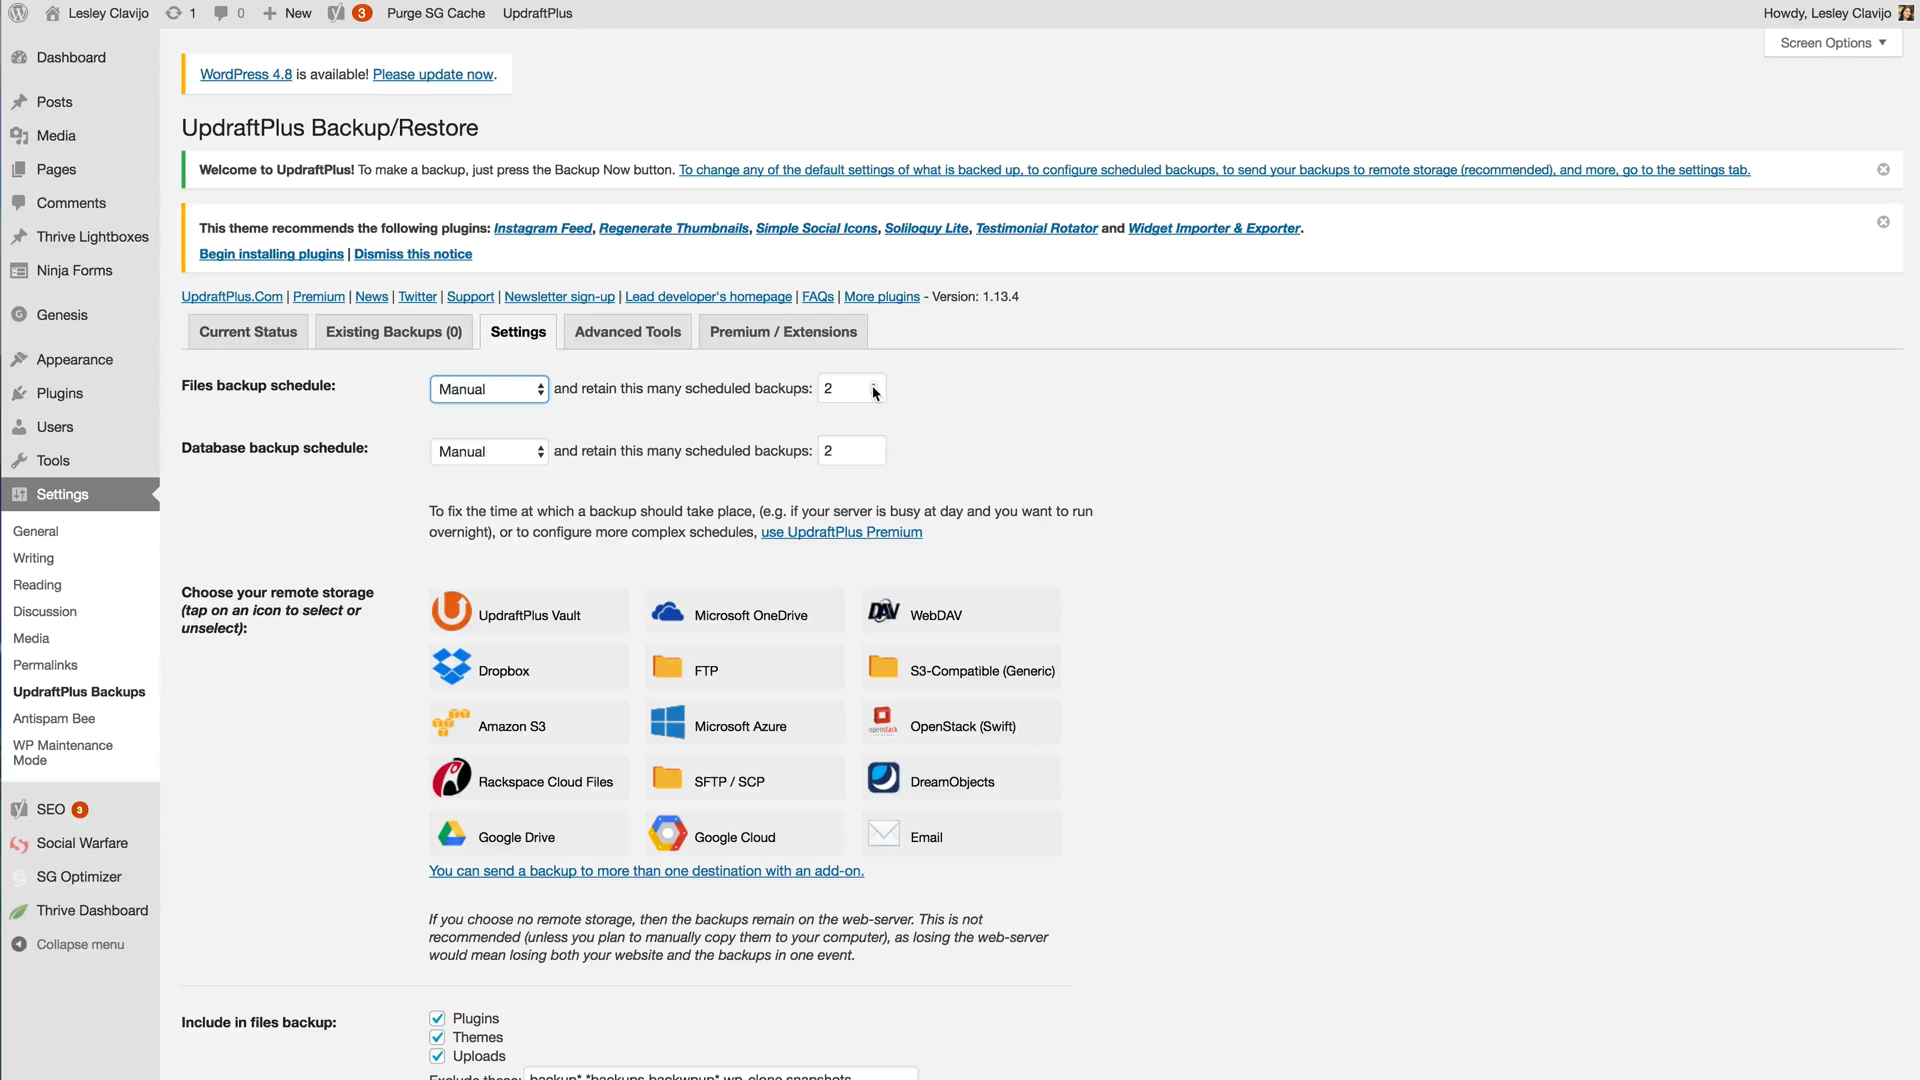 Lesley Clavijo 1 0 New 3 Purge SG Cache UpdraftPlus Howdy, Lesley Clavijo
Screen Options
Dashboard
Posts
Media
Pages
Comments
Thrive Lightboxes
Ninja Forms
Genesis
Appearance
Plugins
Users
Tools
Settings
General
Writing
Reading
Discussion
Media
Permalinks
UpdraftPlus Backups
Antispam Bee
WP Maintenance
Mode
SEO 3
Social Warfare
SG Optimizer
Thrive Dashboard
Collapse menu
WordPress 4.8 is available! Please update now.
UpdraftPlus Backup/Restore
Welcome to UpdraftPlus! To make a backup, just press the Backup Now button. To change any of the default settings of what is backed up, to configure scheduled backups, to send your backups to remote storage (recommended), and more, go to the settings tab.
This theme recommends the following plugins: Instagram Feed, Regenerate Thumbnails, Simple Social Icons, Soliloquy Lite, Testimonial Rotator and Widget Importer & Exporter.
Begin installing plugins | Dismiss this notice
UpdraftPlus.Com | Premium | News | Twitter | Support | Newsletter sign-up | Lead developer's homepage | FAQs | More plugins - Version: 1.13.4
Current Status Existing Backups (0) Settings Advanced Tools Premium / Extensions
Files backup schedule: Manual and retain this many scheduled backups: 2
Database backup schedule: Manual and retain this many scheduled backups: 2
To fix the time at which a backup should take place, (e.g. if your server is busy at day and you want to run
overnight), or to configure more complex schedules, use UpdraftPlus Premium
Choose your remote storage
(tap on an icon to select or
unselect):
UpdraftPlus Vault Microsoft OneDrive DAV WebDAV
Dropbox FTP S3-Compatible (Generic)
Amazon S3 Microsoft Azure openstack OpenStack (Swift)
Rackspace Cloud Files SFTP / SCP DreamObjects
Google Drive Google Cloud Email
You can send a backup to more than one destination with an add-on.
If you choose no remote storage, then the backups remain on the web-server. This is not
recommended (unless you plan to manually copy them to your computer), as losing the web-server
would mean losing both your website and the backups in one event.
Include in files backup: Plugins
Themes
Uploads
Exclude these: backup*,*backups,backwpup*,wp-clone,snapshots